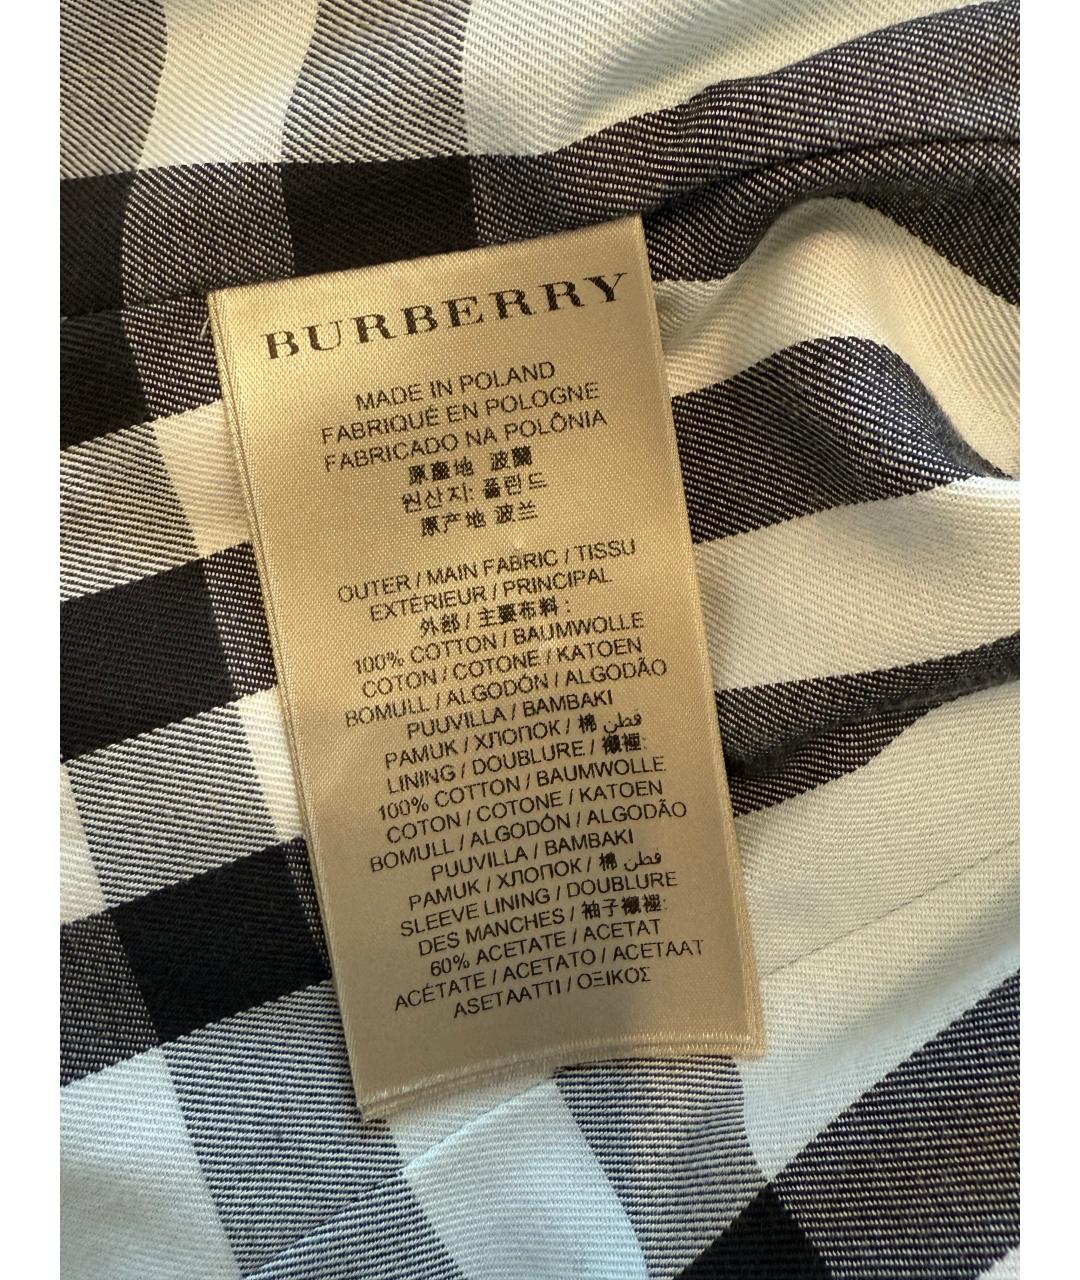 BURBERRY
MADE IN POLAND
FABRIQUÉ EN POLOGNE
FABRICADO NA POLÔNIA
原產地 波蘭
원산지: 폴란드
原产地 波兰
OUTER / MAIN FABRIC / TISSU
EXTÉRIEUR / PRINCIPAL
外部 / 主要布料 :
100% COTTON / BAUMWOLLE
COTON / COTONE / KATOEN
BOMULL / ALGODÓN / ALGODÃO
PUUVILLA / BAMBAKI
PAMUK / ХЛОПОК / 棉 قطن
LINING / DOUBLURE / 襯裡:
100% COTTON / BAUMWOLLE
COTON / COTONE / KATOEN
BOMULL / ALGODÓN / ALGODÃO
PUUVILLA / BAMBAKI
PAMUK / ХЛОПОК / 棉 قطن
SLEEVE LINING / DOUBLURE
DES MANCHES / 袖子襯裡:
60% ACETATE / ACETAT
ACÉTATE / ACETATO / ACETAAT
ASETAATTI / ΟΞΙΚΟΣ